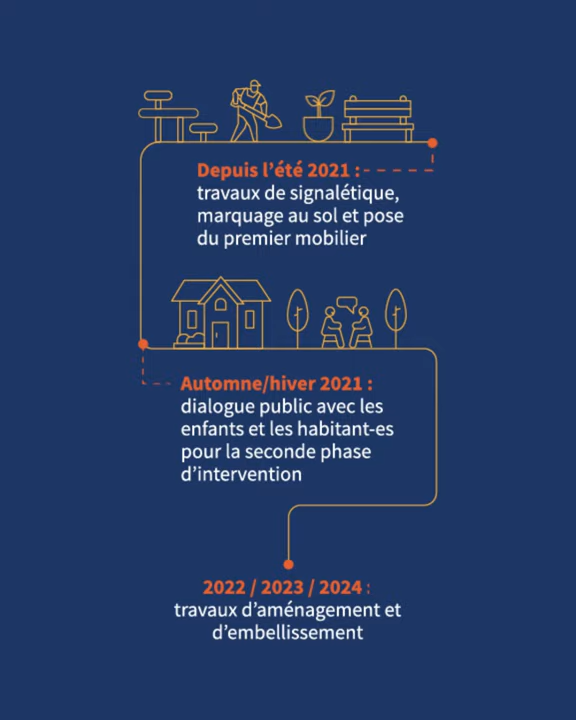 Depuis l’été 2021 :
travaux de signalétique,
marquage au sol et pose
du premier mobilier
Automne/hiver 2021 :
dialogue public avec les
enfants et les habitant-es
pour la seconde phase
d’intervention
2022 / 2023 / 2024 :
travaux d’aménagement et
d’embellissement